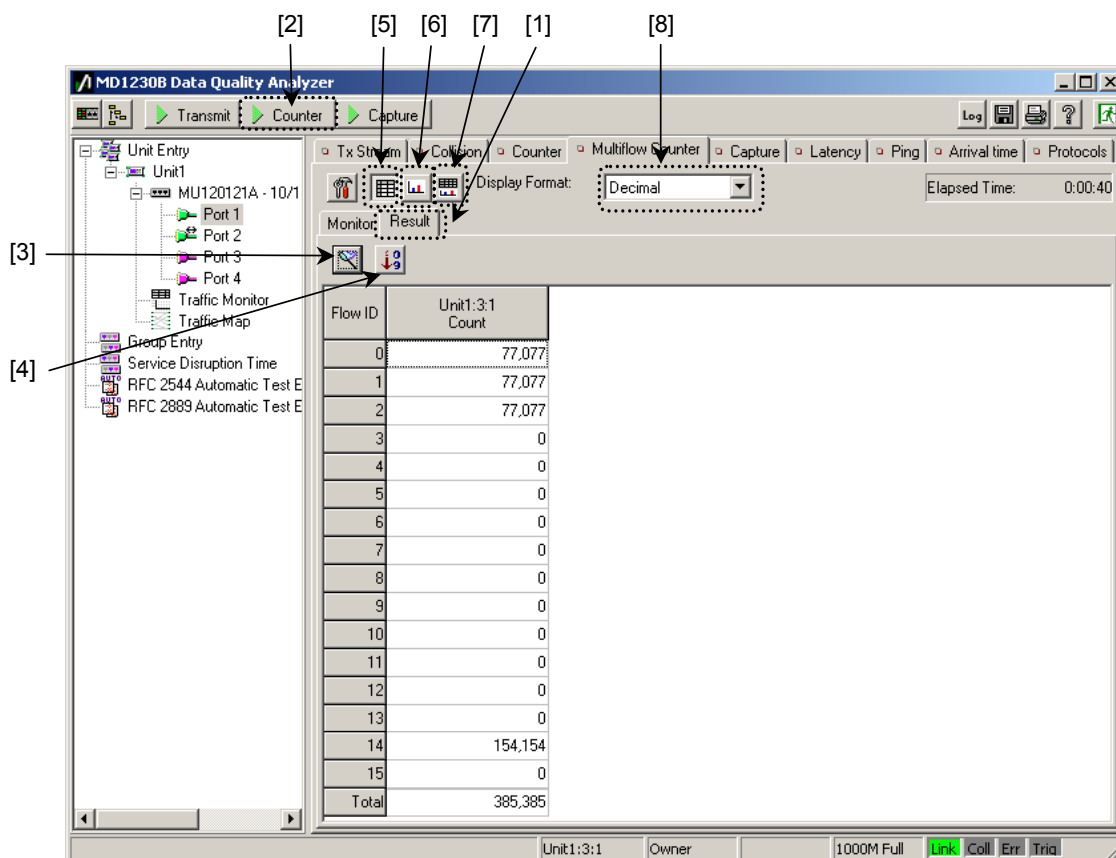 [2] [5] [6] [7] [1] [8]
MD1230B Data Quality Analyzer
Transmit Counter Capture Log
Unit Entry
Unit1
MU120121A - 10/1
Port 1
Port 2
Port 3
Port 4
Traffic Monitor
Traffic Map
Group Entry
Service Disruption Time
RFC 2544 Automatic Test E
RFC 2889 Automatic Test E
[3]
[4]
Tx Stream Collision Counter Multiflow Counter Capture Latency Ping Arrival time Protocols
Display Format: Decimal Elapsed Time: 0:00:40
Monitor Result
Flow ID Unit1:3:1 Count
0 77,077
1 77,077
2 77,077
3 0
4 0
5 0
6 0
7 0
8 0
9 0
10 0
11 0
12 0
13 0
14 154,154
15 0
Total 385,385
Unit1:3:1 Owner 1000M Full Link Coll Err Trig